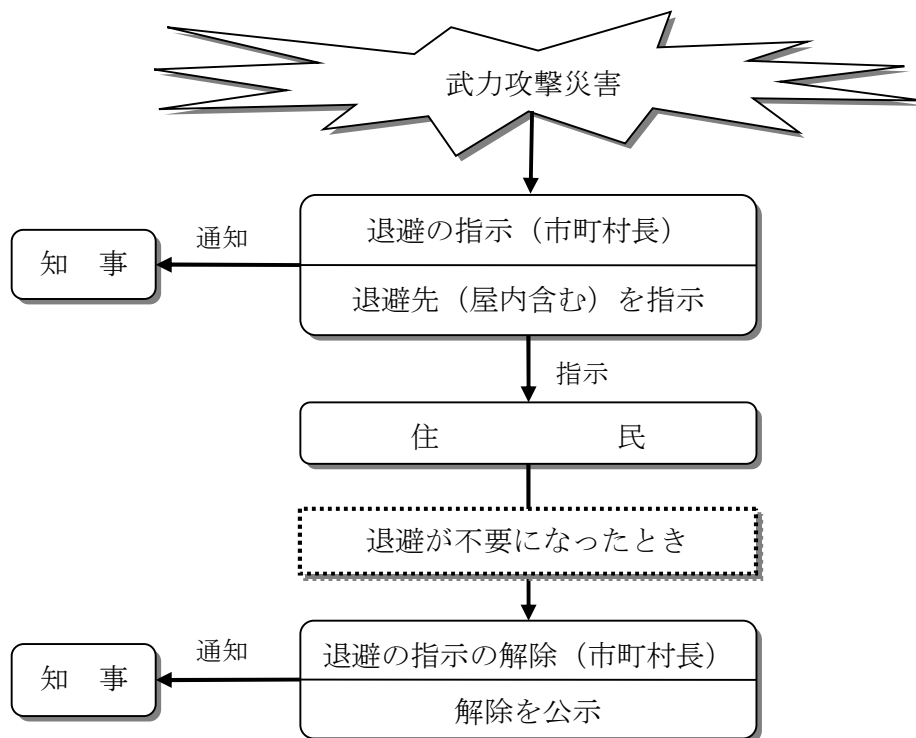 武力攻撃災害
退避の指示（市町村長）
通知
知　事
退避先（屋内含む）を指示
指示
住　　　　　　民
退避が不要になったとき
退避の指示の解除（市町村長）
通知
知　事
解除を公示